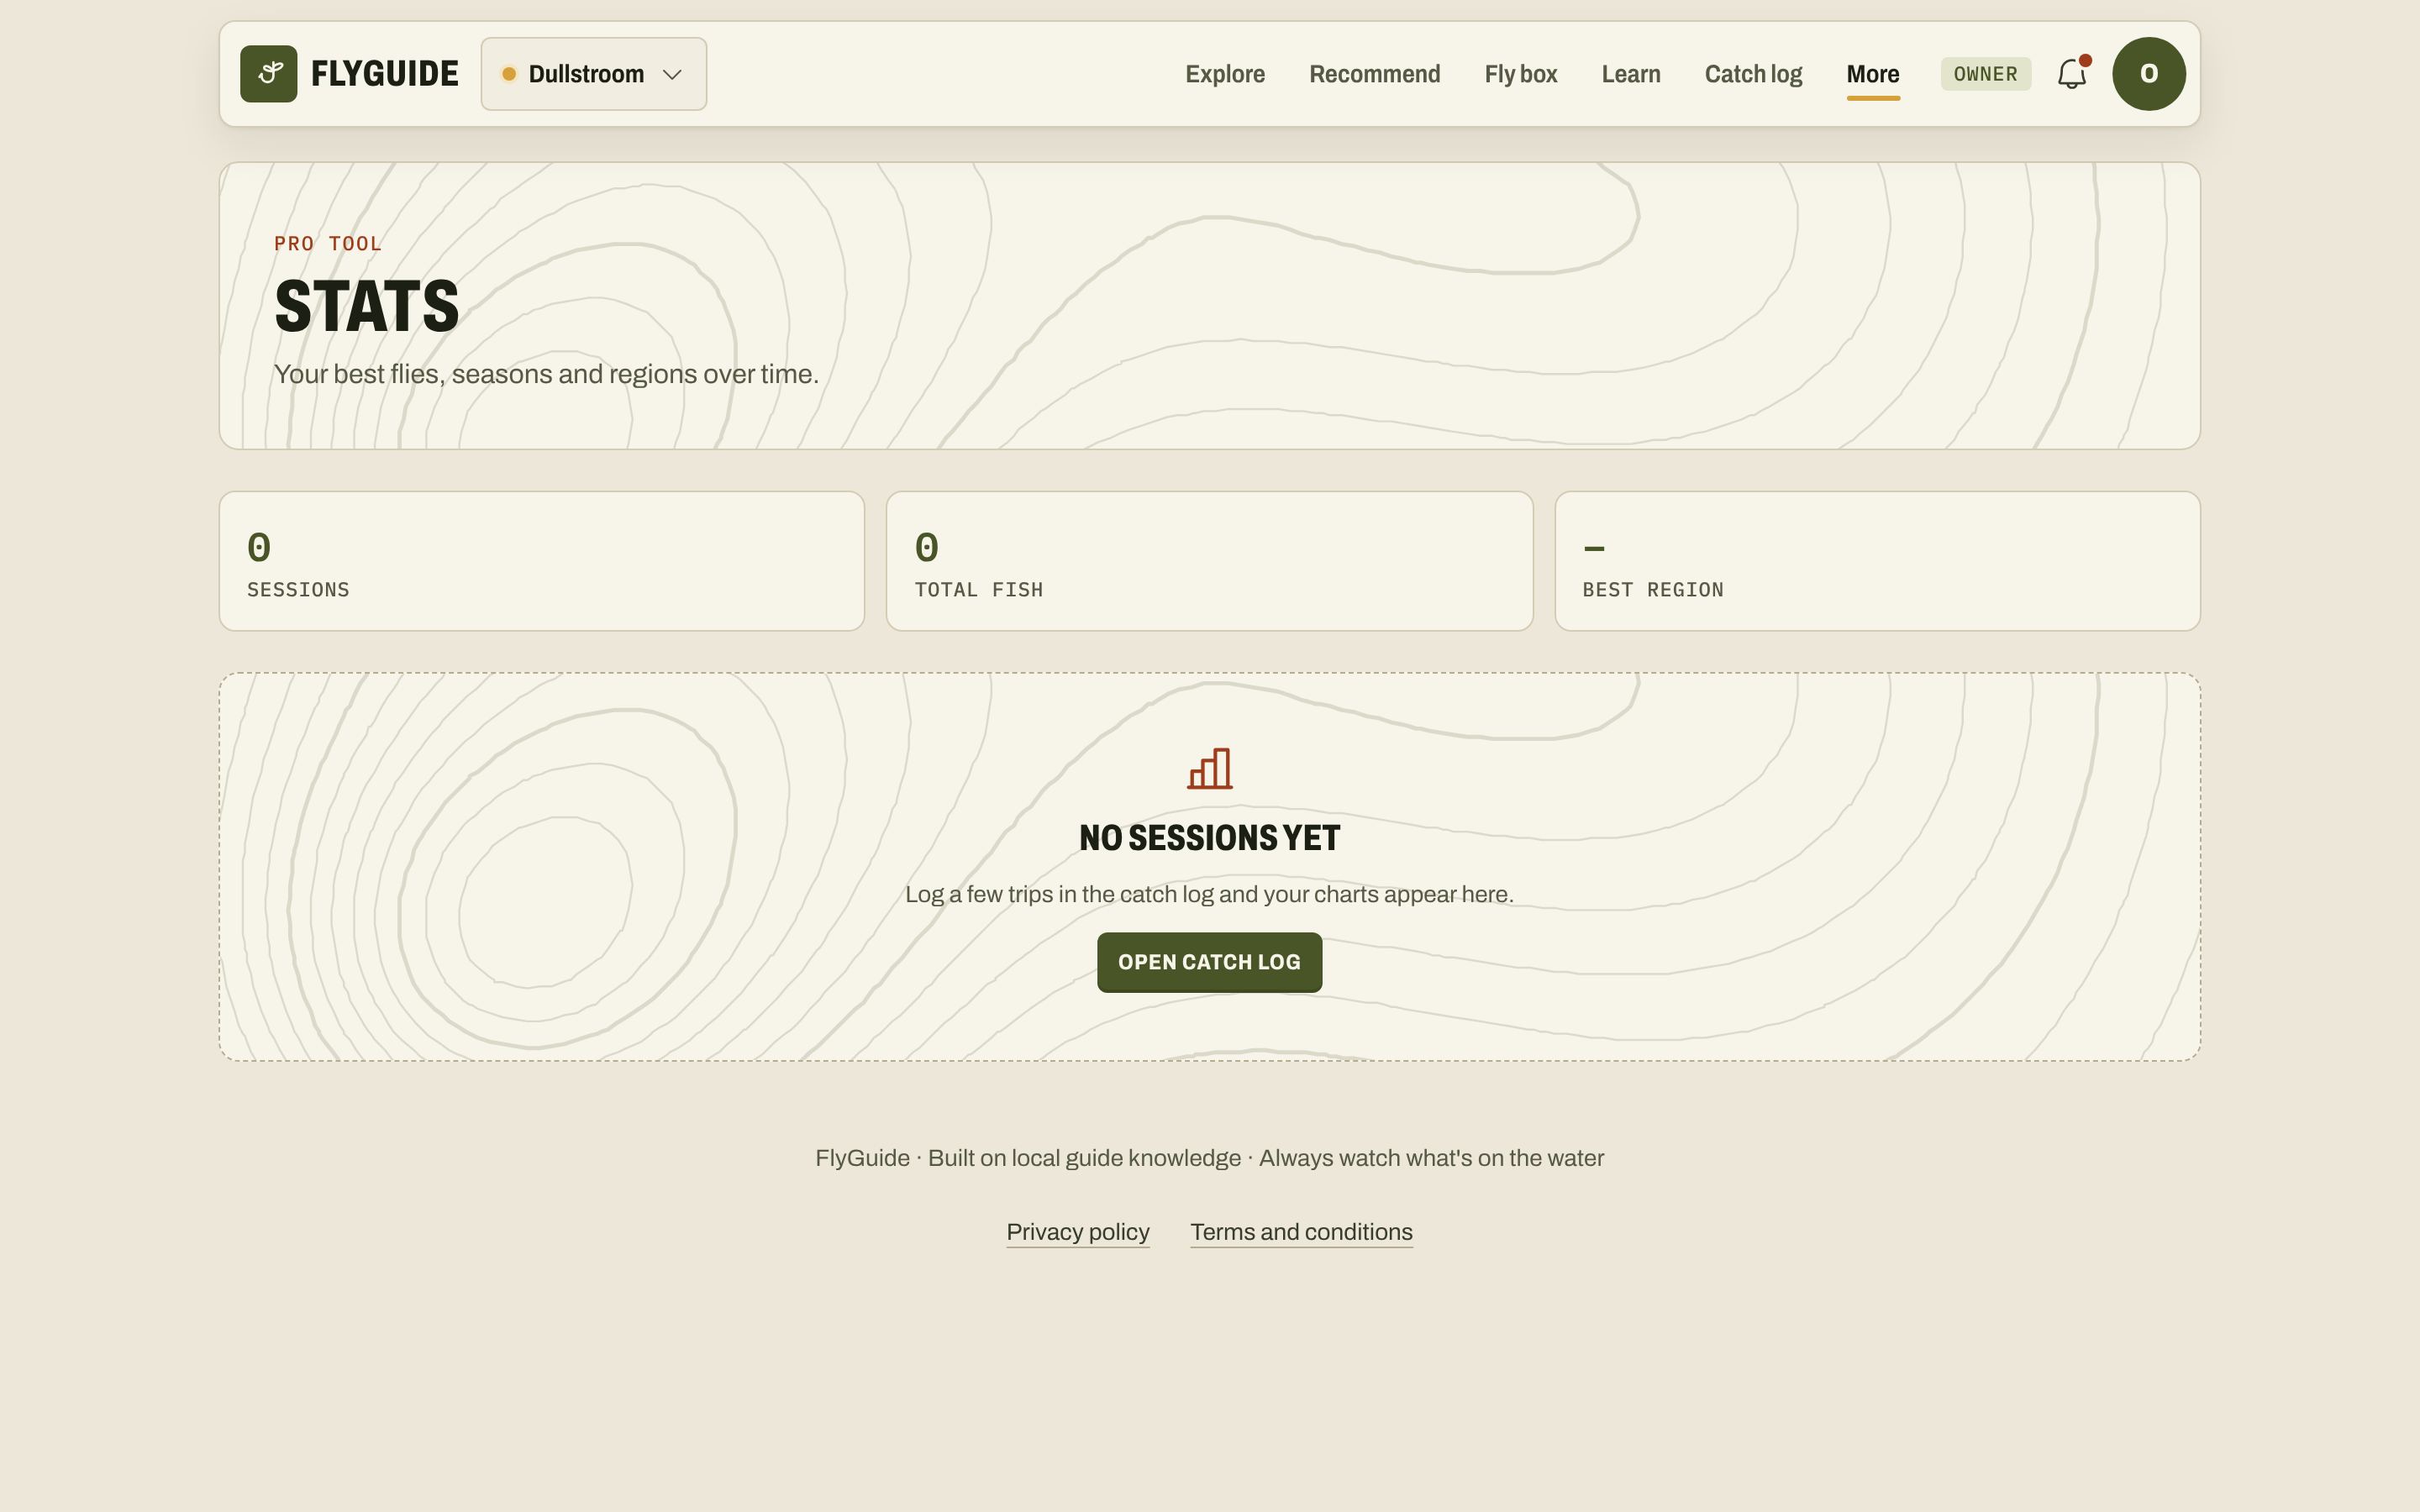 FLYGUIDE
Dullstroom
Explore
Recommend
Fly box
Learn
Catch log
More
OWNER
O
PRO TOOL
STATS
Your best flies, seasons and regions over time.
0
SESSIONS
0
TOTAL FISH
–
BEST REGION
NO SESSIONS YET
Log a few trips in the catch log and your charts appear here.
OPEN CATCH LOG
FlyGuide · Built on local guide knowledge · Always watch what's on the water
Privacy policy
Terms and conditions